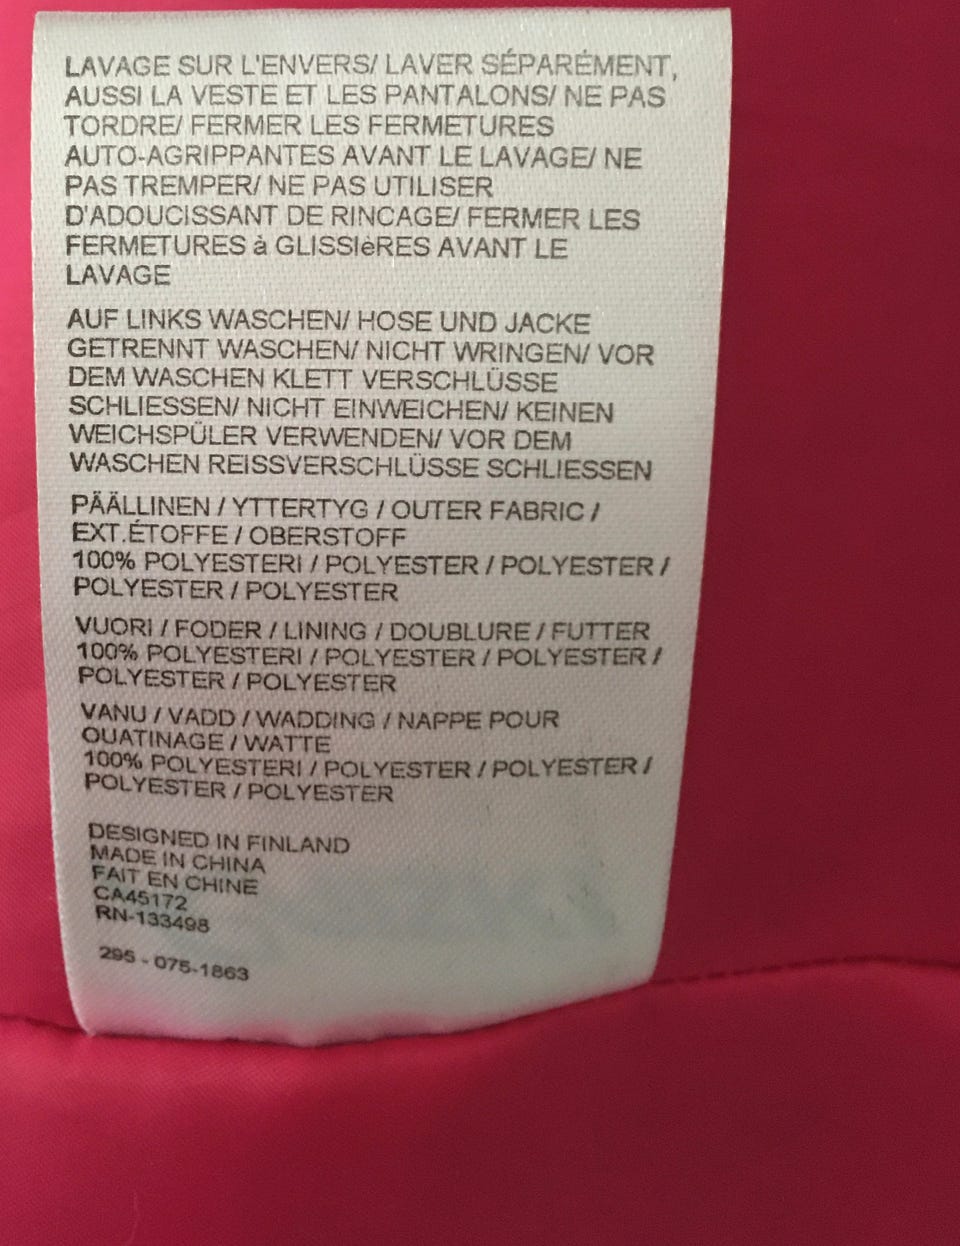 LAVAGE SUR L'ENVERS/ LAVER SÉPARÉMENT,
AUSSI LA VESTE ET LES PANTALONS/ NE PAS
TORDRE/ FERMER LES FERMETURES
AUTO-AGRIPPANTES AVANT LE LAVAGE/ NE
PAS TREMPER/ NE PAS UTILISER
D'ADOUCISSANT DE RINCAGE/ FERMER LES
FERMETURES à GLISSIèRES AVANT LE
LAVAGE
AUF LINKS WASCHEN/ HOSE UND JACKE
GETRENNT WASCHEN/ NICHT WRINGEN/ VOR
DEM WASCHEN KLETT VERSCHLÜSSE
SCHLIESSEN/ NICHT EINWEICHEN/ KEINEN
WEICHSPÜLER VERWENDEN/ VOR DEM
WASCHEN REISSVERSCHLÜSSE SCHLIESSEN
PÄÄLLINEN / YTTERTYG / OUTER FABRIC /
EXT.ÉTOFFE / OBERSTOFF
100% POLYESTERI / POLYESTER / POLYESTER /
POLYESTER / POLYESTER
VUORI / FODER / LINING / DOUBLURE / FUTTER
100% POLYESTERI / POLYESTER / POLYESTER /
POLYESTER / POLYESTER
VANU / VADD / WADDING / NAPPE POUR
OUATINAGE / WATTE
100% POLYESTERI / POLYESTER / POLYESTER /
POLYESTER / POLYESTER
DESIGNED IN FINLAND
MADE IN CHINA
FAIT EN CHINE
CA45172
RN-133498
295 - 075-1863